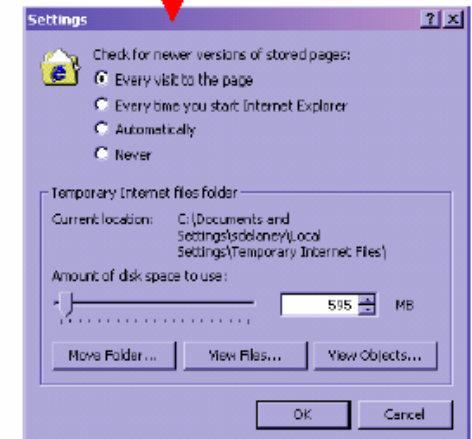 Settings
? x
Check for newer versions of stored pages:
Every visit to the page
Every time you start Internet Explorer
Automatically
Never
Temporary Internet files folder
Current location: C:\Documents and
Settings\sdelaney\Local
Settings\Temporary Internet Files\
Amount of disk space to use:
595 MB
Move Folder... View Files... View Objects...
OK Cancel